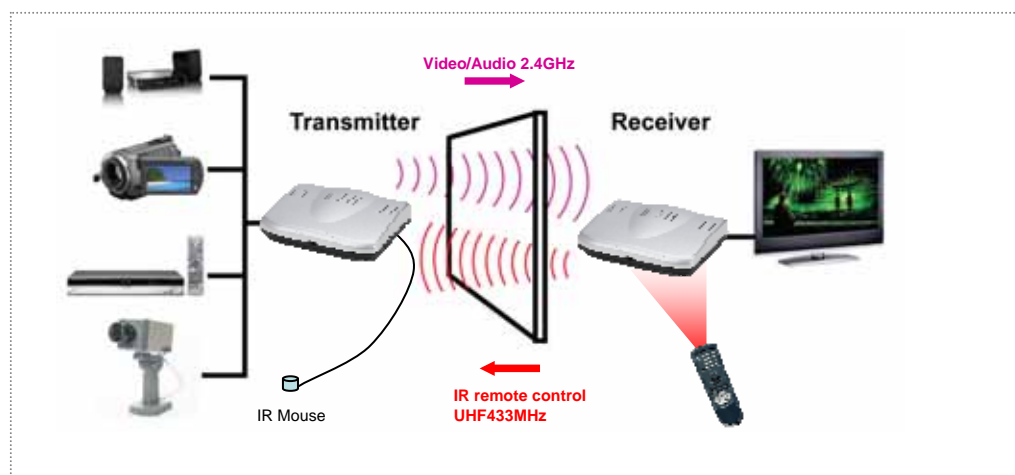 Video/Audio 2.4GHz
Transmitter
Receiver
IR Mouse
IR remote control
UHF433MHz